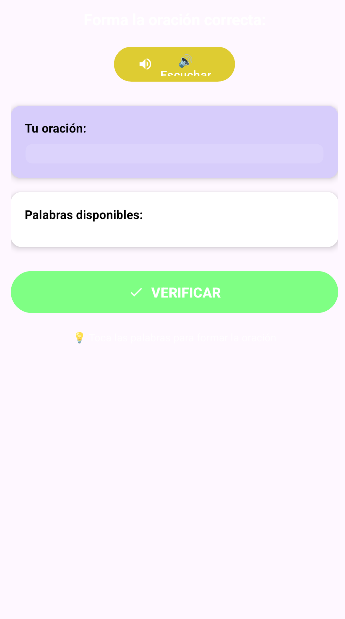 Forma la oración correcta:
🔊
Escuchar
Tu oración:
Palabras disponibles:
VERIFICAR
💡